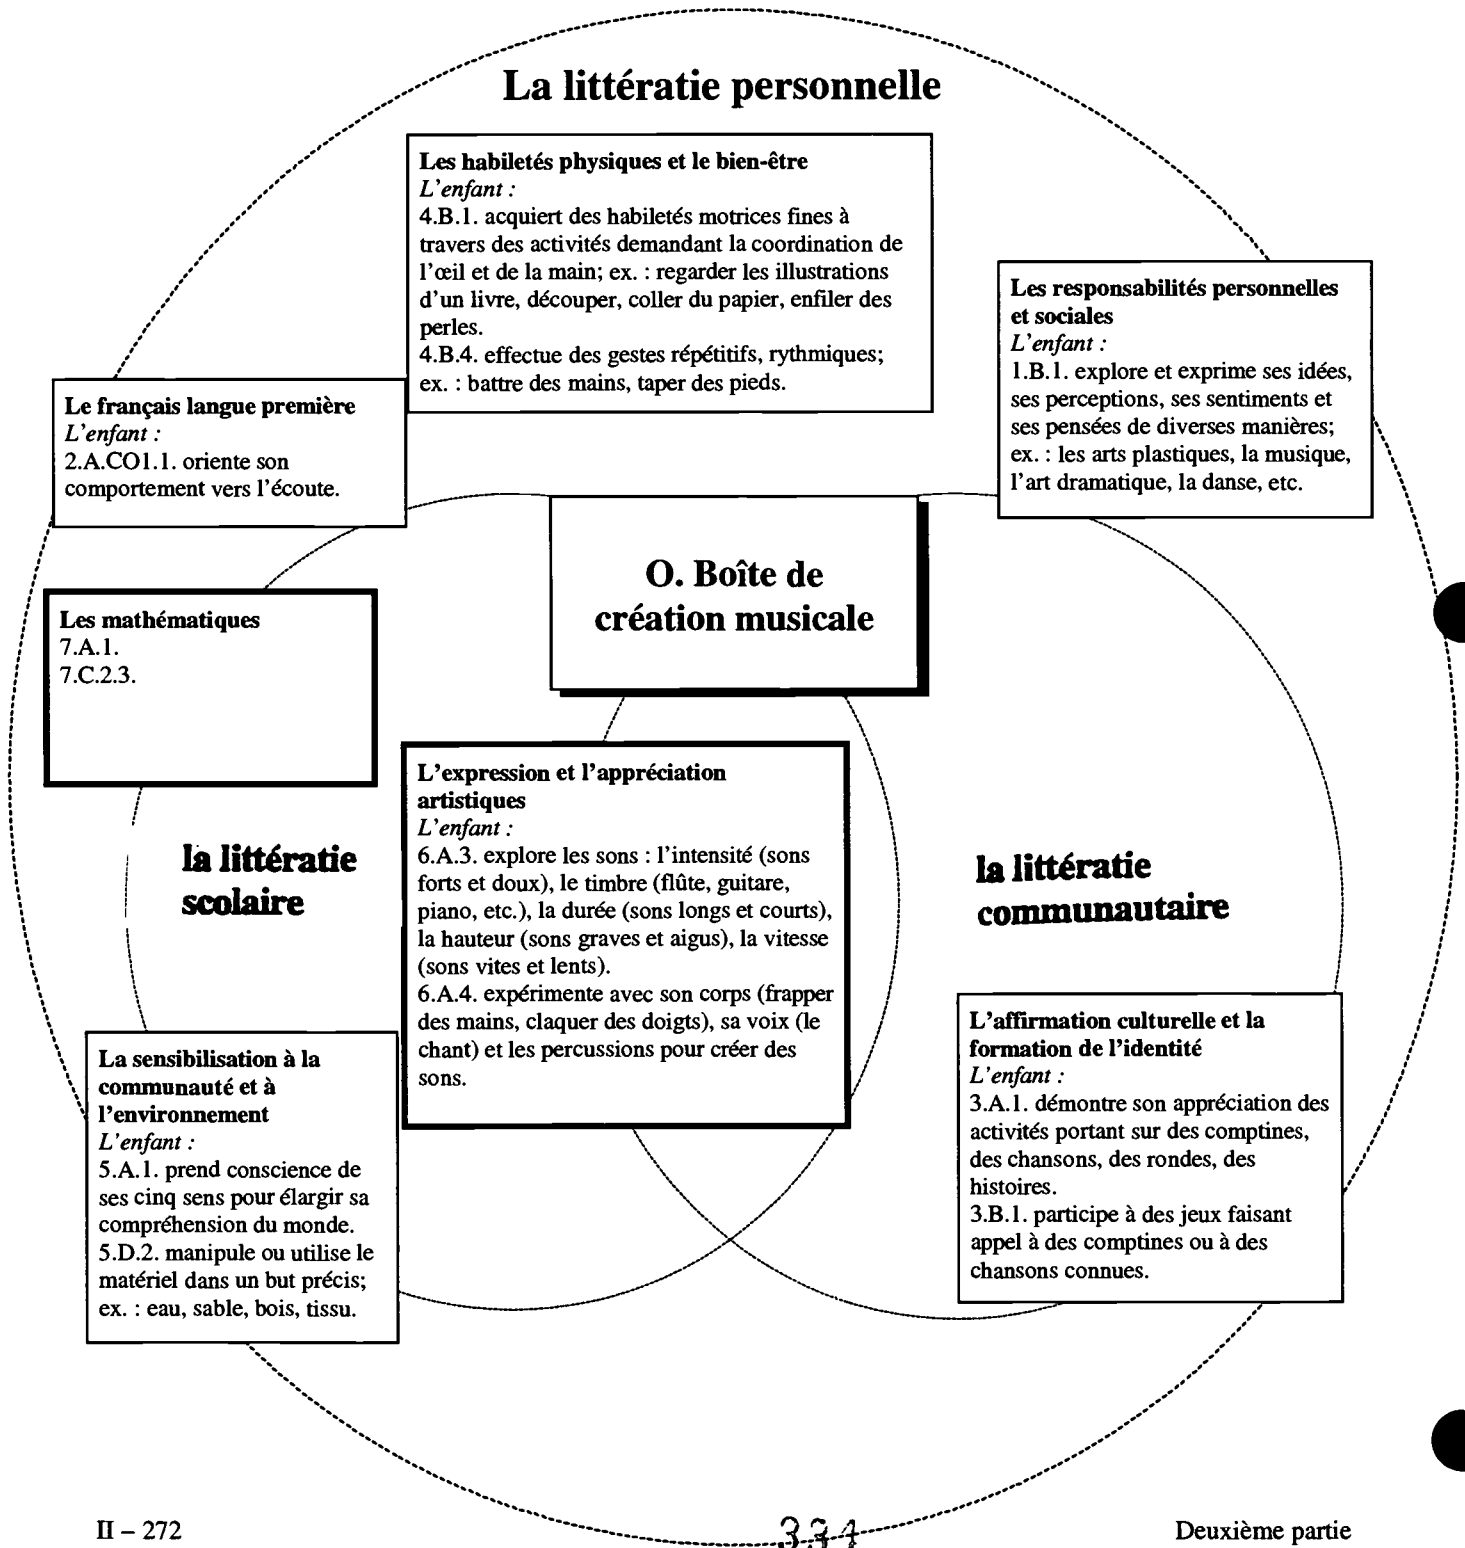 La littératie personnelle
Les habiletés physiques et le bien-être
L'enfant :
4.B.1. acquiert des habiletés motrices fines à
travers des activités demandant la coordination de
l'œil et de la main; ex. : regarder les illustrations
d'un livre, découper, coller du papier, enfiler des
perles.
4.B.4. effectue des gestes répétitifs, rythmiques;
ex. : battre des mains, taper des pieds.
Les responsabilités personnelles
et sociales
L'enfant :
1.B.1. explore et exprime ses idées,
ses perceptions, ses sentiments et
ses pensées de diverses manières;
ex. : les arts plastiques, la musique,
l'art dramatique, la danse, etc.
Le français langue première
L'enfant :
2.A.CO1.1. oriente son
comportement vers l'écoute.
O. Boîte de
création musicale
Les mathématiques
7.A.1.
7.C.2.3.
L'expression et l'appréciation
artistiques
L'enfant :
6.A.3. explore les sons : l'intensité (sons
forts et doux), le timbre (flûte, guitare,
piano, etc.), la durée (sons longs et courts),
la hauteur (sons graves et aigus), la vitesse
(sons vites et lents).
6.A.4. expérimente avec son corps (frapper
des mains, claquer des doigts), sa voix (le
chant) et les percussions pour créer des
sons.
la littératie
scolaire
la littératie
communautaire
La sensibilisation à la
communauté et à
l'environnement
L'enfant :
5.A.1. prend conscience de
ses cinq sens pour élargir sa
compréhension du monde.
5.D.2. manipule ou utilise le
matériel dans un but précis;
ex. : eau, sable, bois, tissu.
L'affirmation culturelle et la
formation de l'identité
L'enfant :
3.A.1. démontre son appréciation des
activités portant sur des comptines,
des chansons, des rondes, des
histoires.
3.B.1. participe à des jeux faisant
appel à des comptines ou à des
chansons connues.
II – 272
Deuxième partie